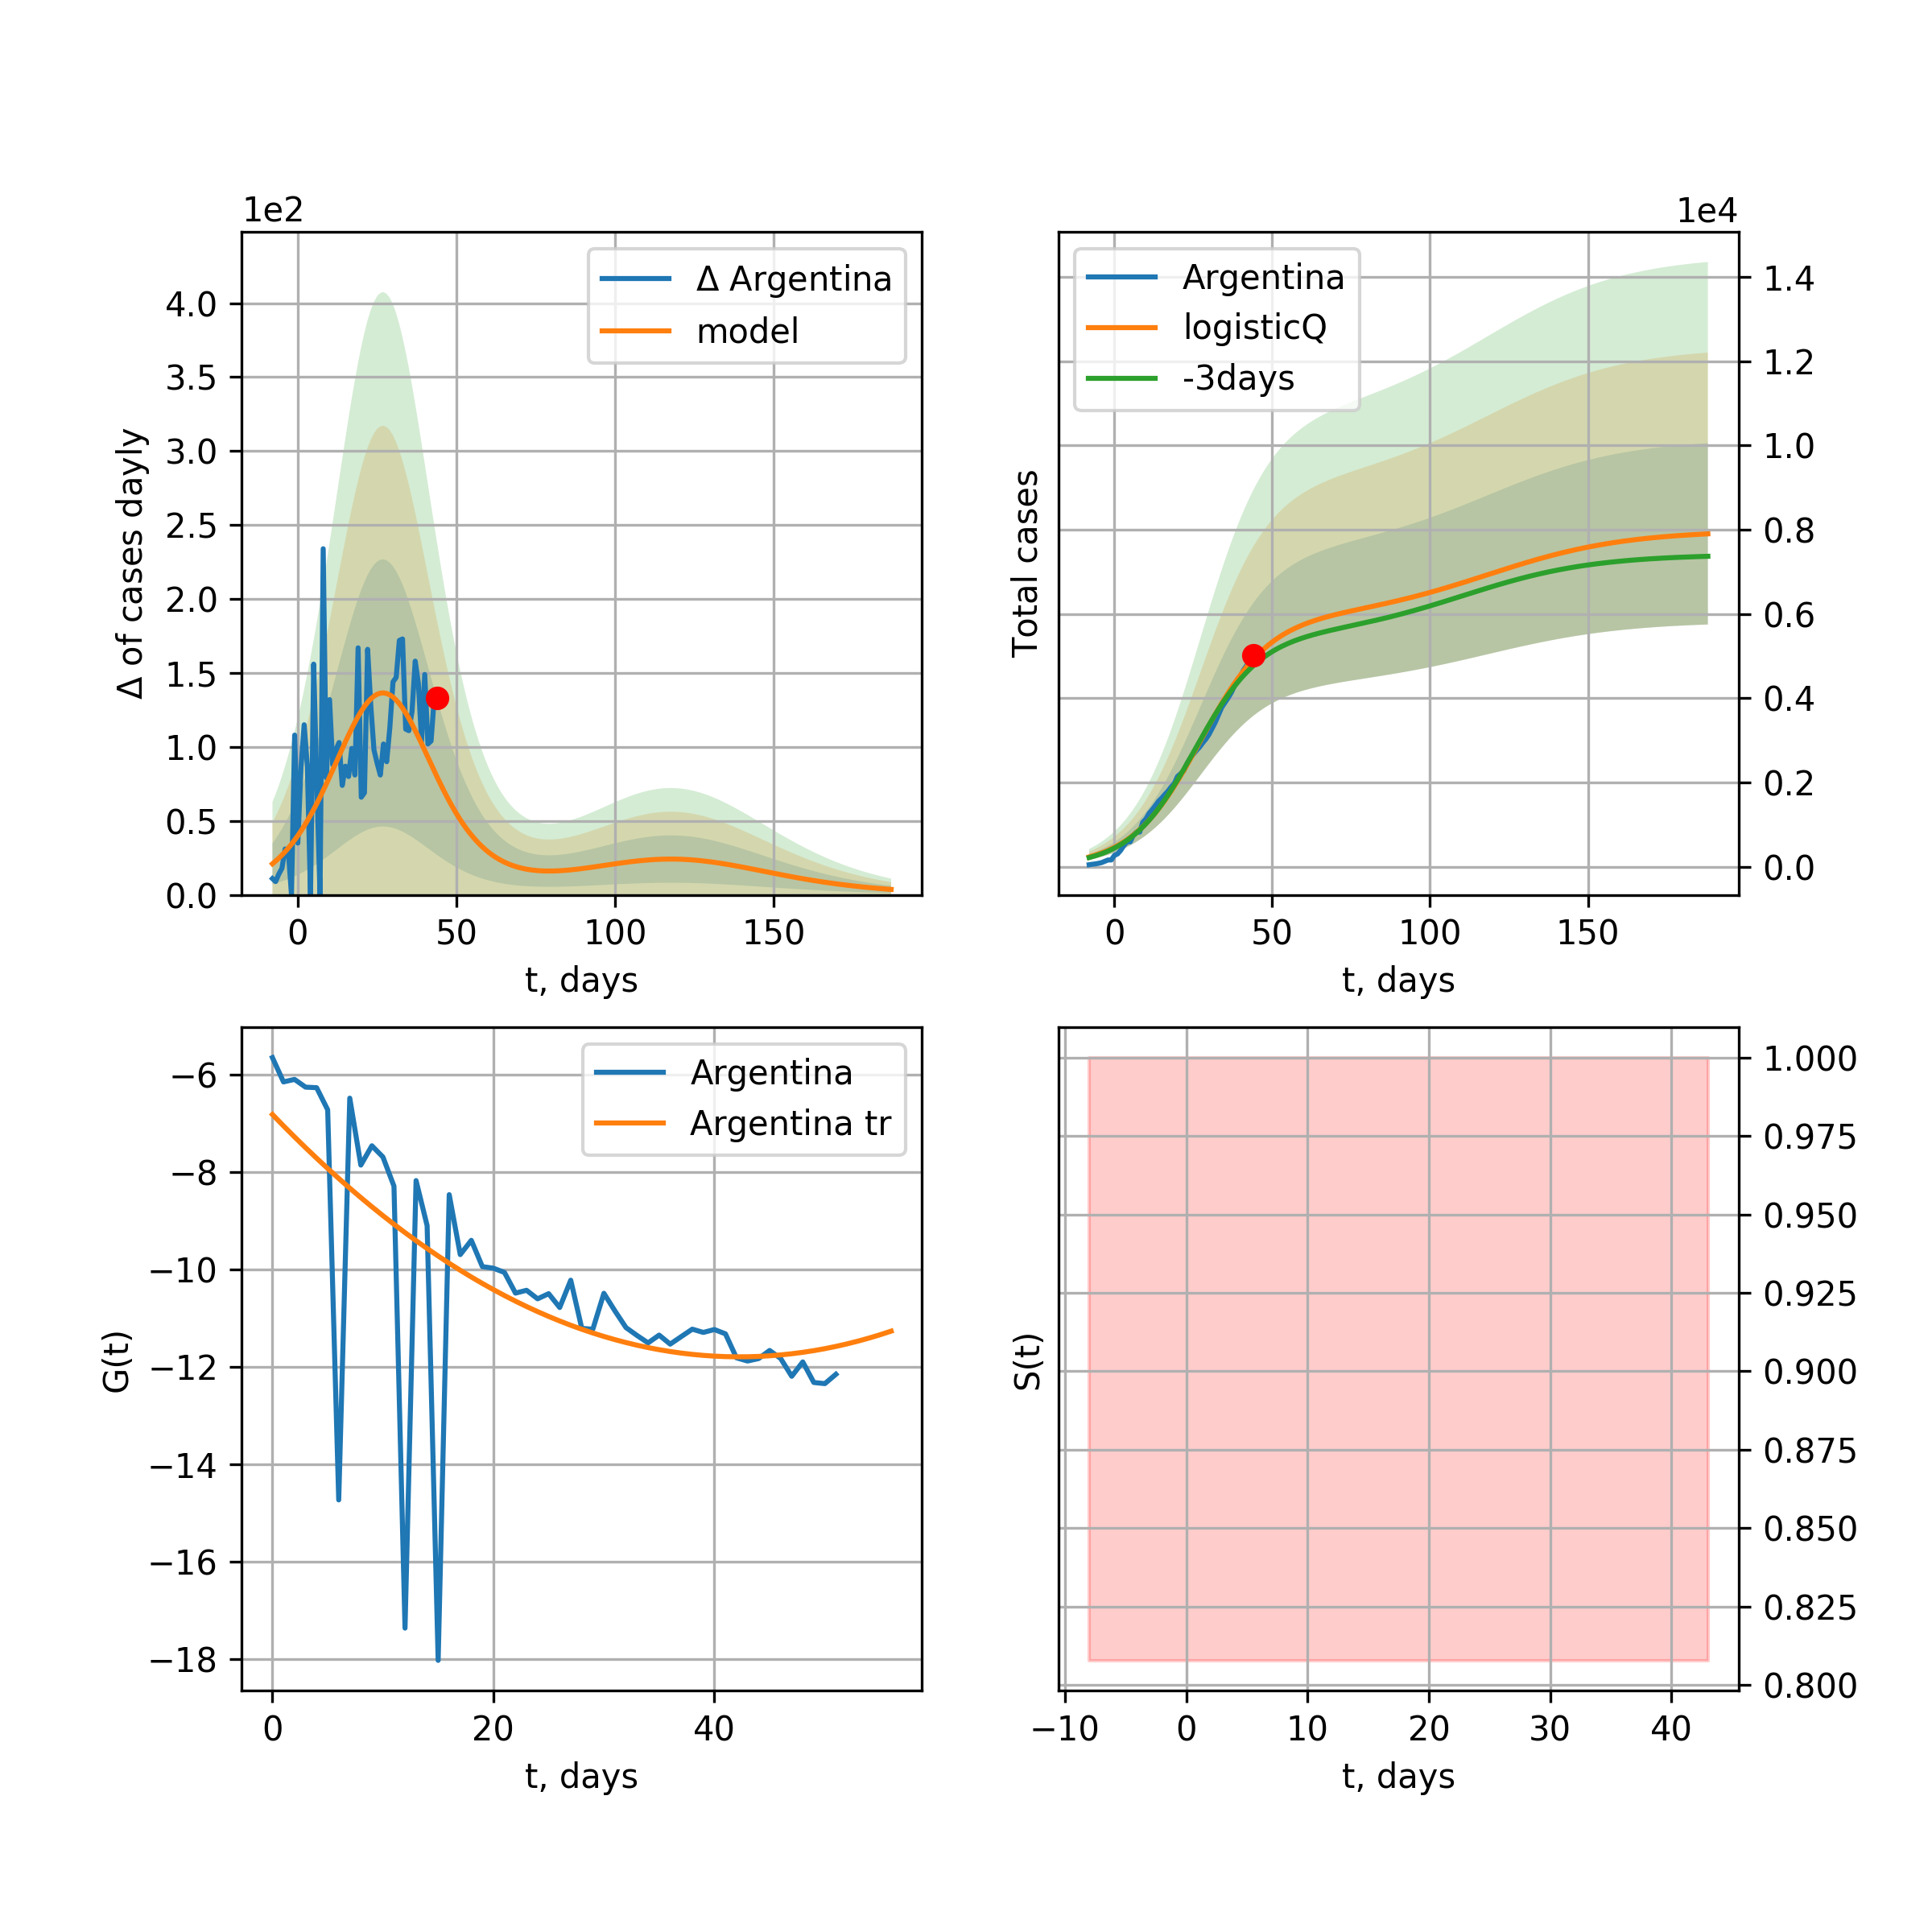 1e2
Δ of cases dayly
4.0
3.5
3.0
2.5
2.0
1.5
1.0
0.5
0.0
0 50 100 150
t, days
Δ Argentina
model
1e4
Total cases
Argentina
logisticQ
-3days
1.4
1.2
1.0
0.8
0.6
0.4
0.2
0.0
0 50 100 150
t, days
G(t)
−6
−8
−10
−12
−14
−16
−18
0 20 40
t, days
Argentina
Argentina tr
S(t)
1.000
0.975
0.950
0.925
0.900
0.875
0.850
0.825
0.800
−10 0 10 20 30 40
t, days